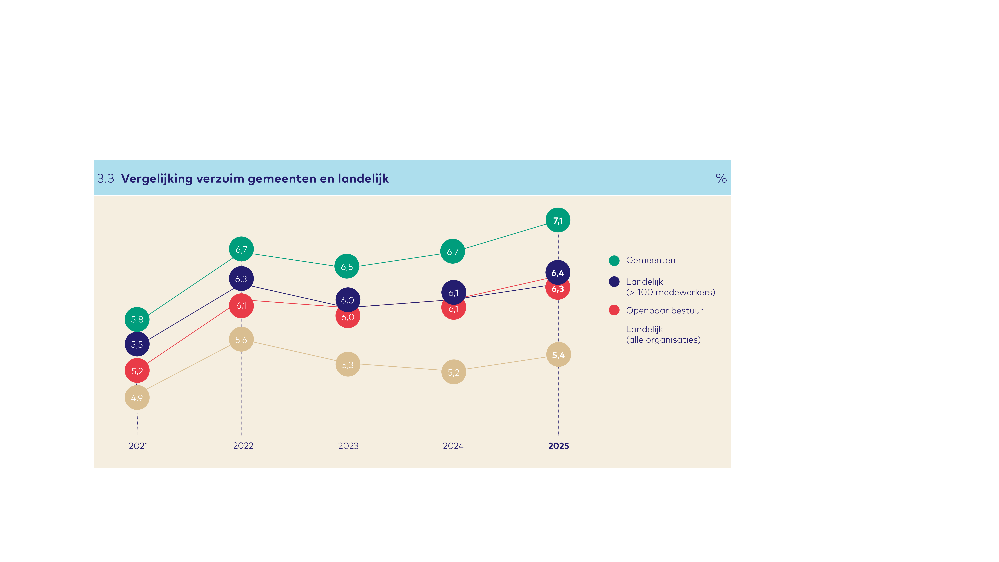 3.3 Vergelijking verzuim gemeenten en landelijk %
7,1
6,7
6,7
6,5
6,4
6,3
6,3
6,1
6,0
6,1
6,1
6,0
5,8
5,5
5,6
5,4
5,3
5,2
5,2
4,9
Gemeenten
Landelijk
(> 100 medewerkers)
Openbaar bestuur
Landelijk
(alle organisaties)
2021 2022 2023 2024 2025